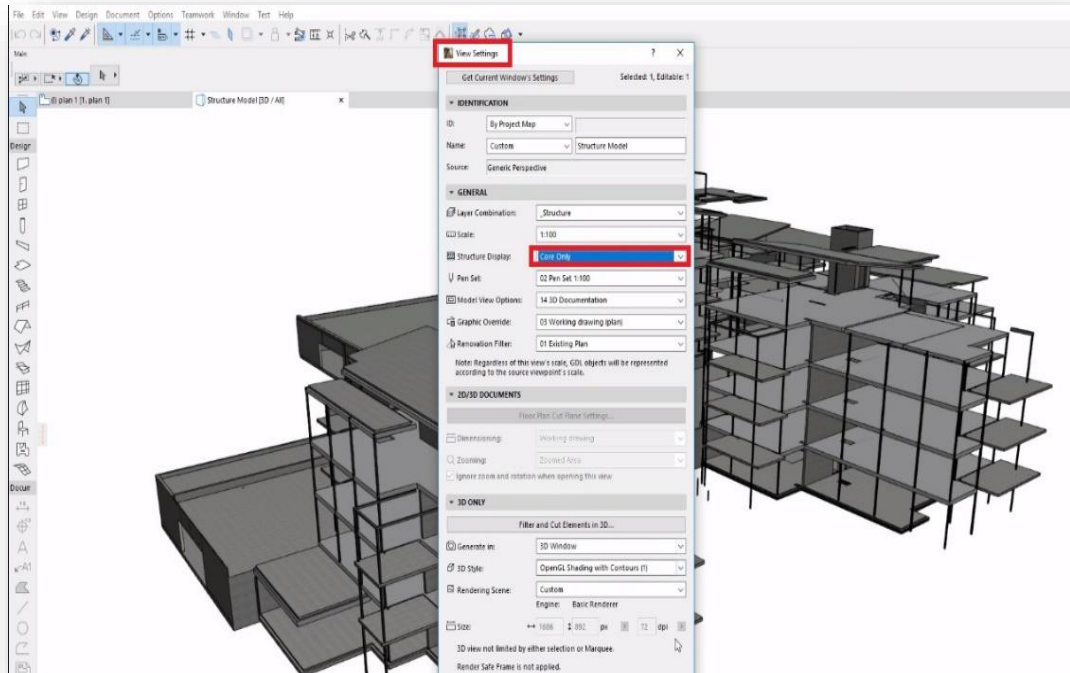 File Edit View Design Document Options Teamwork Window Test Help
Main:
(I) plan 1 [1. plan 1]
Structure Model [3D / All]
Design
Docum
View Settings
Get Current Window's Settings
Selected: 1, Editable: 1
IDENTIFICATION
ID: By Project Map
Name: Custom Structure Model
Source: Generic Perspective
GENERAL
Layer Combination: _Structure
Scale: 1:100
Structure Display: Core Only
Pen Set: 02 Pen Set 1:100
Model View Options: 14 3D Documentation
Graphic Override: 03 Working drawing (plan)
Renovation Filter: 01 Existing Plan
Note: Regardless of this view's scale, GDL objects will be represented
according to the source viewpoint's scale.
2D/3D DOCUMENTS
Floor Plan Cut Plane Settings...
Dimensioning: Working drawing
Zooming: Zoomed Area
Ignore zoom and rotation when opening this view
3D ONLY
Filter and Cut Elements in 3D...
Generate in: 3D Window
3D Style: OpenGL Shading with Contours (1)
Rendering Scene: Custom
Engine: Basic Renderer
Size: 1686 892 px 72 dpi
3D view not limited by either selection or Marquee.
Render Safe Frame is not applied.